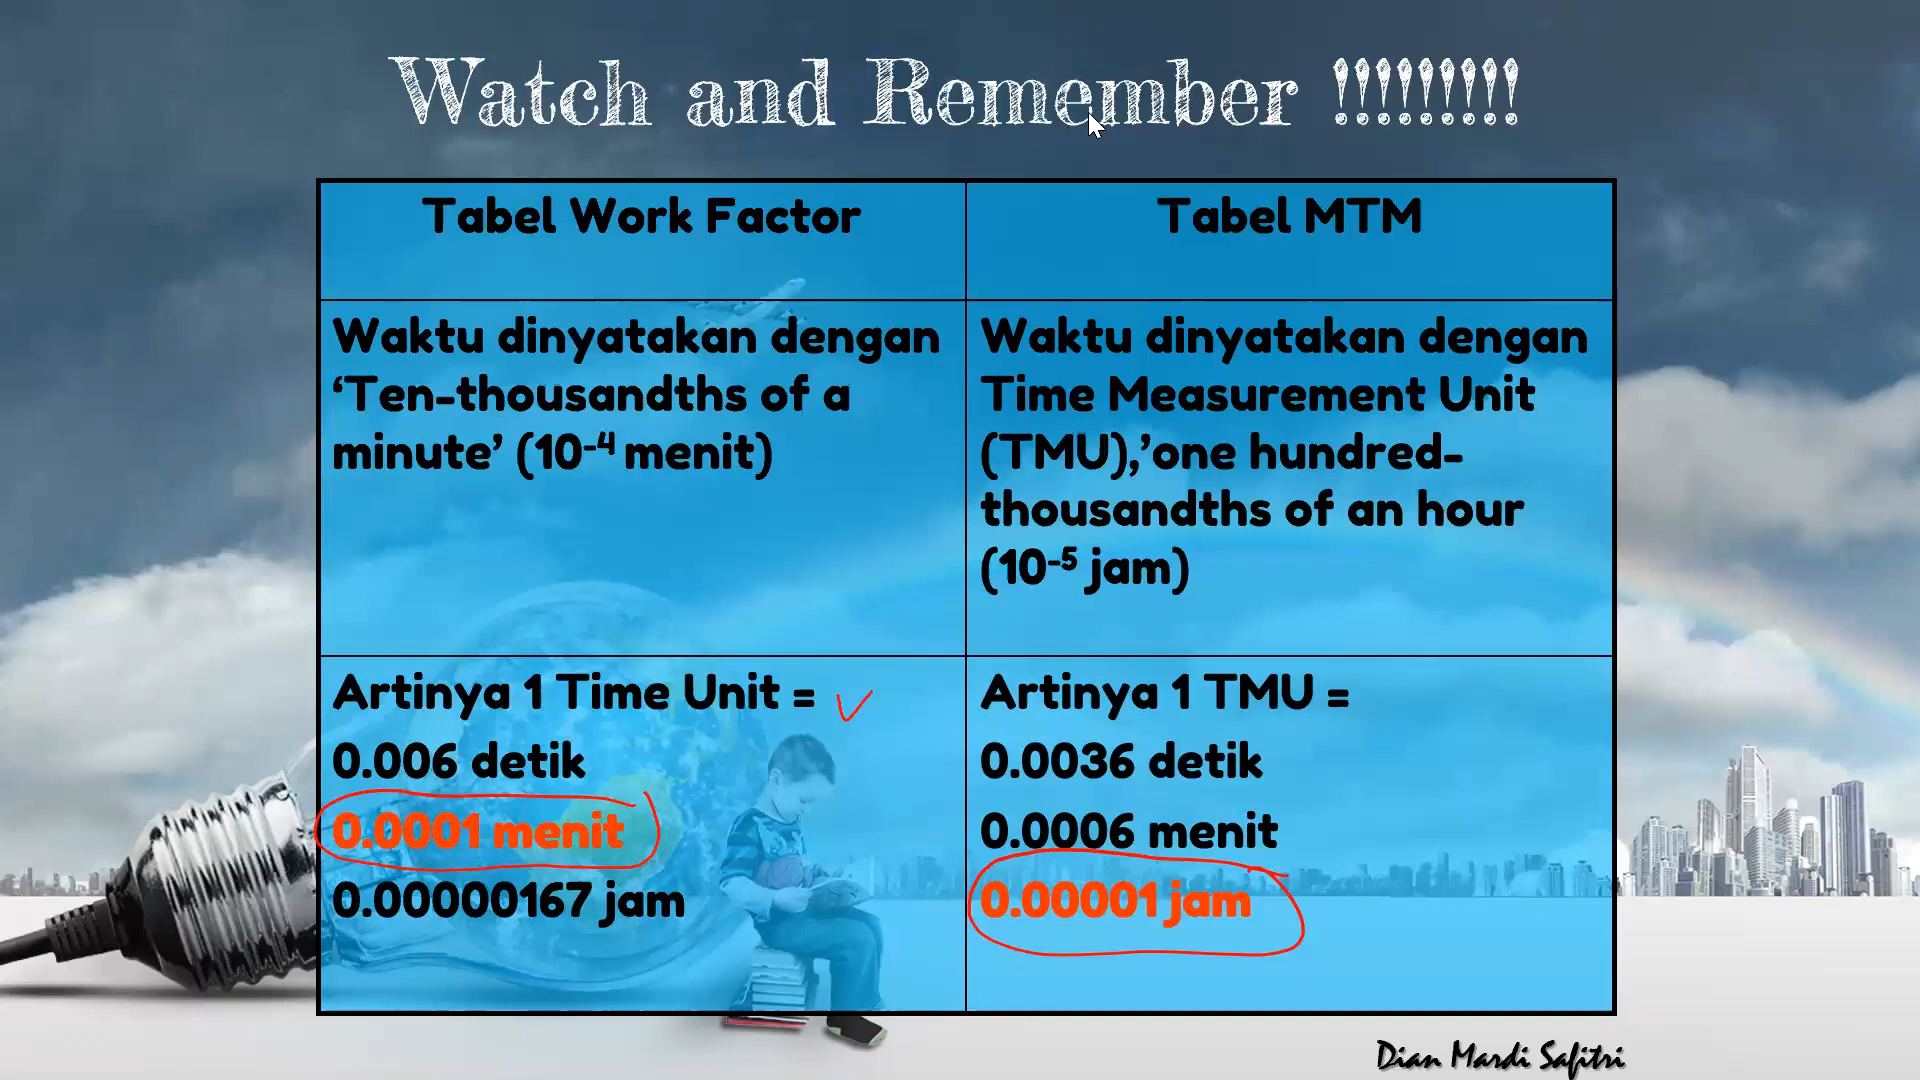 Watch and Remember !!!!!!!!!
Tabel Work Factor
Tabel MTM
Waktu dinyatakan dengan
‘Ten-thousandths of a
minute’ (10⁻⁴ menit)
Waktu dinyatakan dengan
Time Measurement Unit
(TMU),’one hundred-
thousandths of an hour
(10⁻⁵ jam)
Artinya 1 Time Unit =
0.006 detik
0.0001 menit
0.00000167 jam
Artinya 1 TMU =
0.0036 detik
0.0006 menit
0.00001 jam
Dian Mardi Safitri